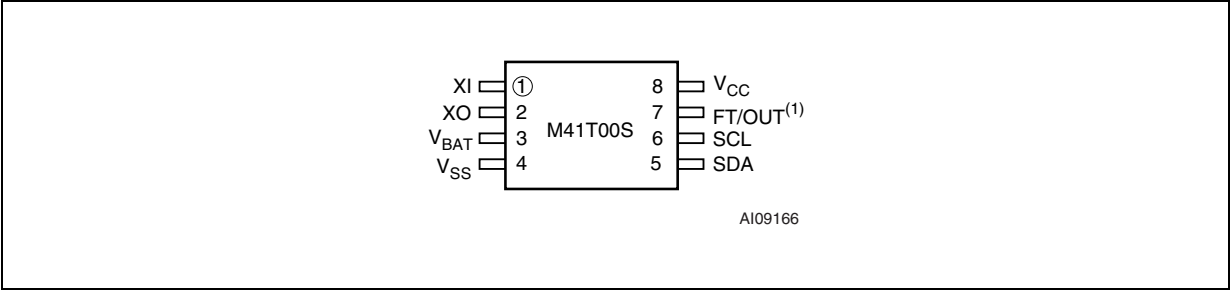 XI 1 8 VCC
XO 2 7 FT/OUT(1)
VBAT 3 M41T00S 6 SCL
VSS 4 5 SDA
AI09166